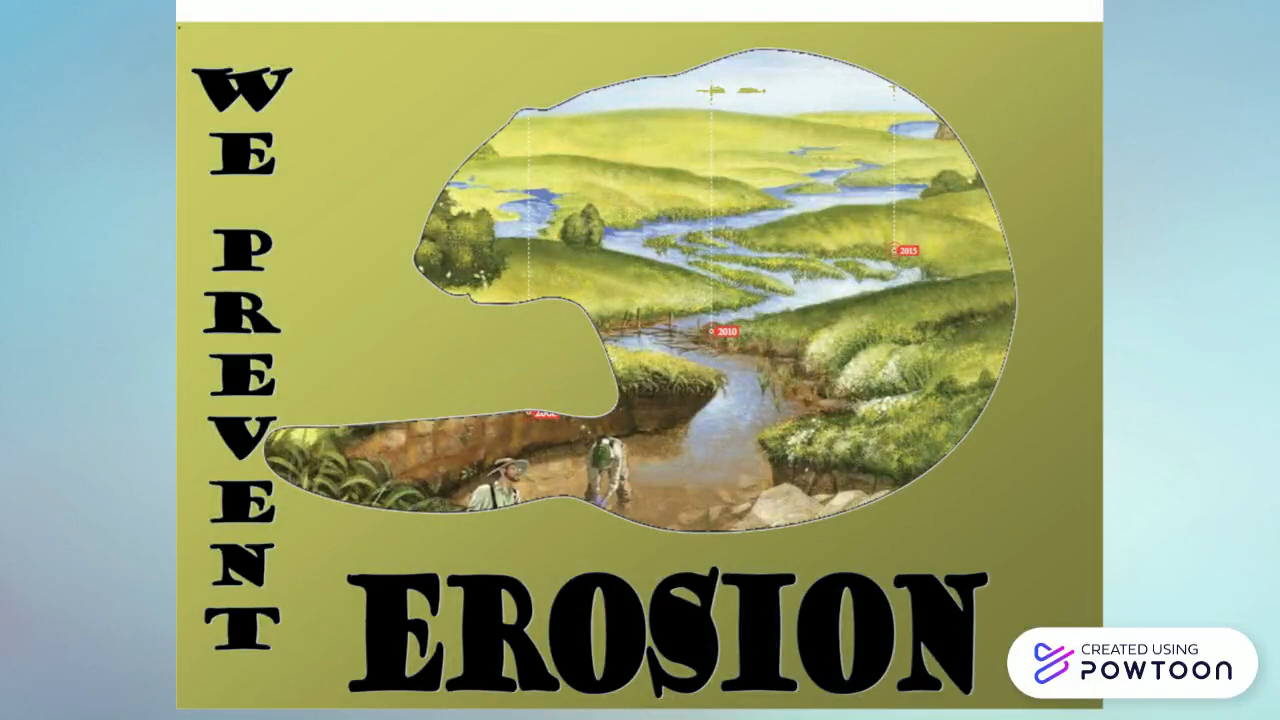 WE PREVENT
EROSION
2015
2010
CREATED USING
POWTOON